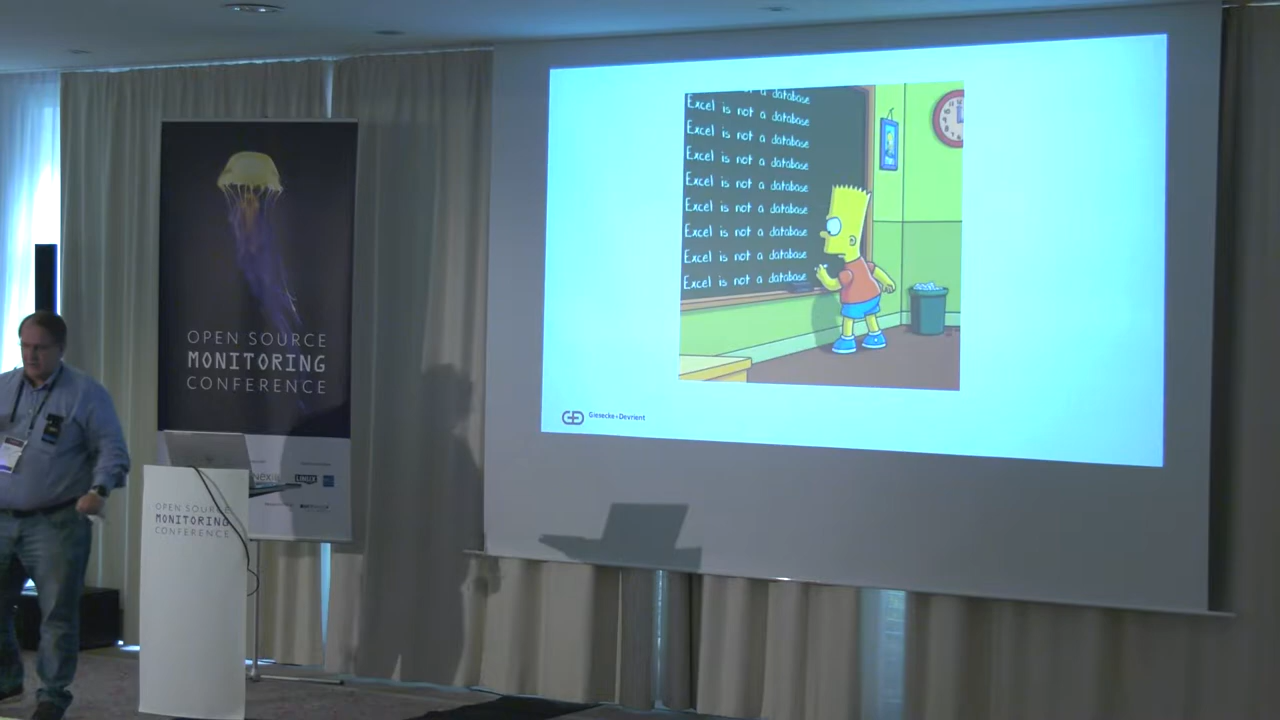 OPEN SOURCE
MONITORING
CONFERENCE
OPEN SOURCE
MONITORING
CONFERENCE
a database
Excel is not a database
Excel is not a database
Excel is not a database
Excel is not a database
Excel is not a database
Excel is not a database
Excel is not a database
Excel is not a database
Giesecke+Devrient